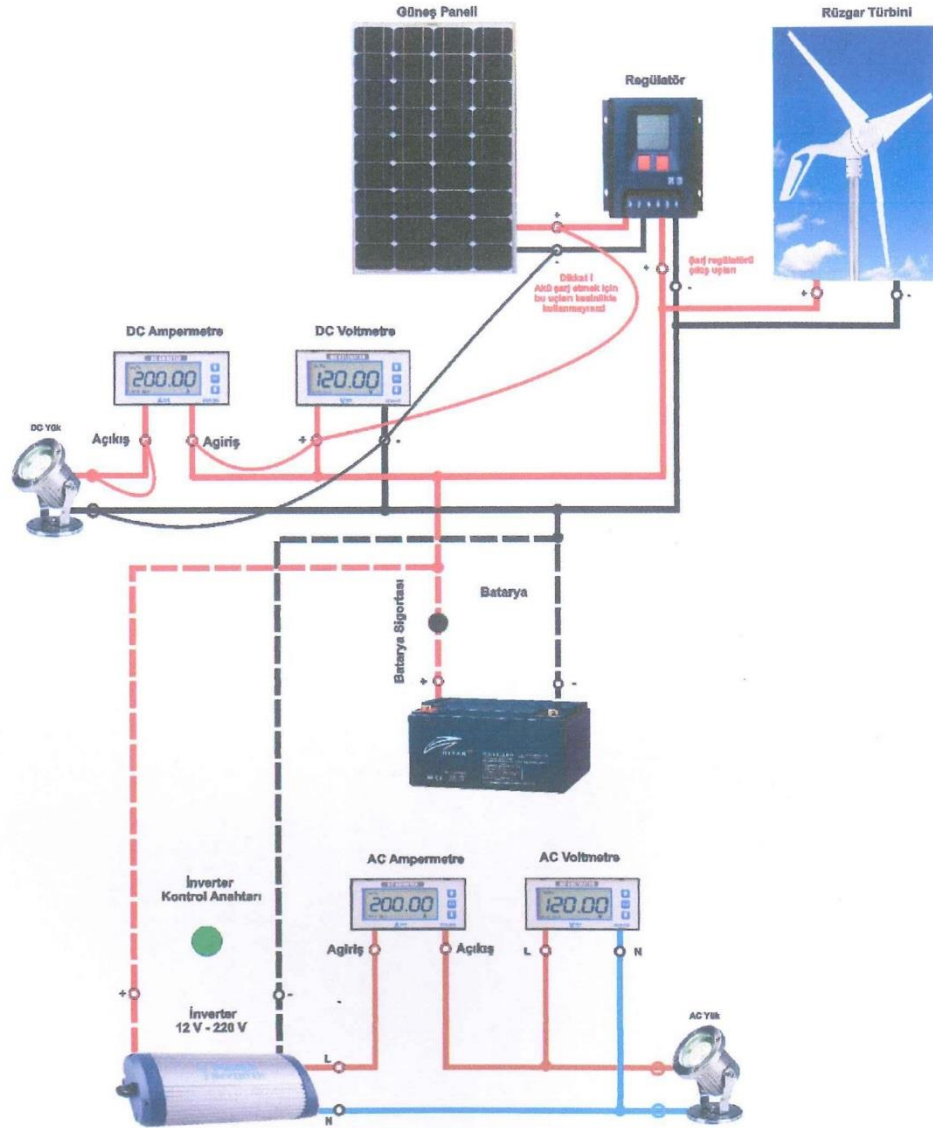 Güneş Paneli
Rüzgar Türbini
Regülatör
+
-
Şarj regülatörü
çıkış uçları
+
-
+
-
Dikkat !
Akü şarj etmek için
bu uçları kesinlikle
kullanmayınız!
DC Ampermetre
DC Voltmetre
200.00
120.00
DC Yük
Açıkış
Agiriş
+
-
Batarya Sigortası
Batarya
+
-
AC Ampermetre
AC Voltmetre
200.00
120.00
İnverter
Kontrol Anahtarı
Agiriş
Açıkış
L
N
+
-
İnverter
12 V - 220 V
AC Yük
L
N